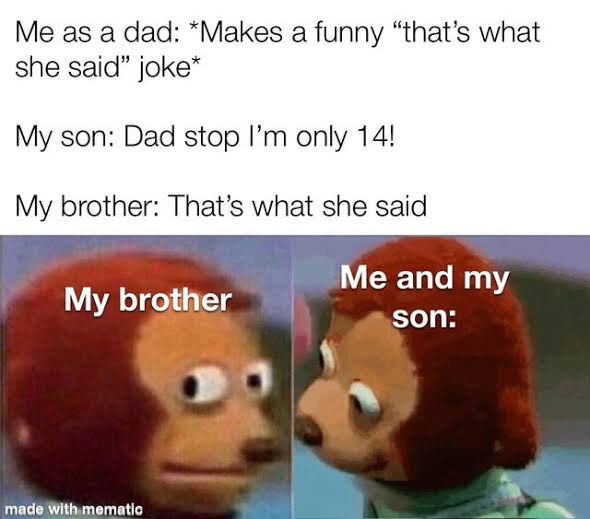 Me as a dad: *Makes a funny “that’s what
she said” joke*
My son: Dad stop I’m only 14!
My brother: That’s what she said
My brother
Me and my
son:
made with mematic